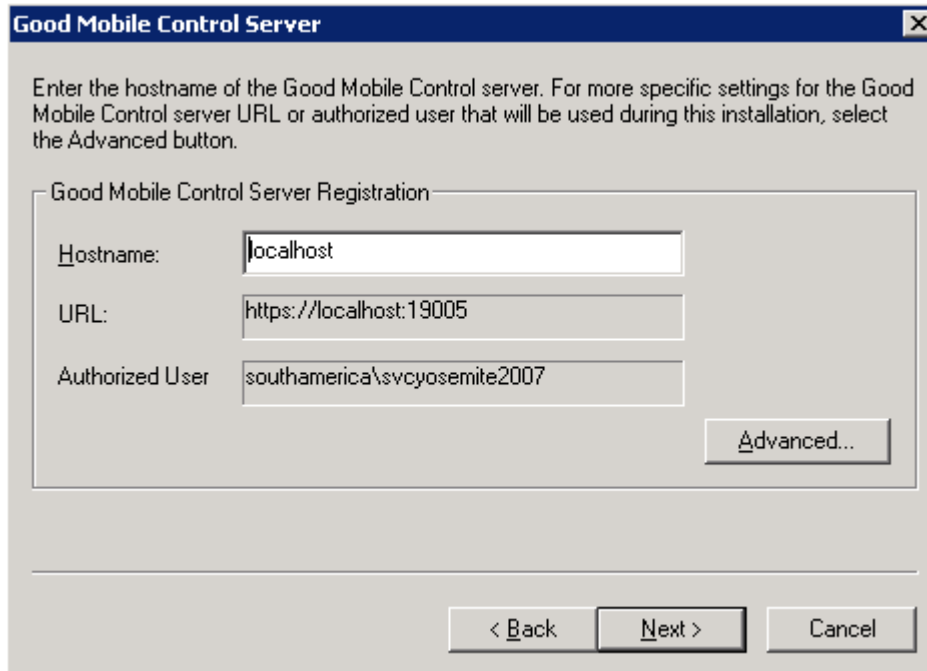 Good Mobile Control Server
Enter the hostname of the Good Mobile Control server. For more specific settings for the Good
Mobile Control server URL or authorized user that will be used during this installation, select
the Advanced button.
Good Mobile Control Server Registration
Hostname:
localhost
URL:
https://localhost:19005
Authorized User
southamerica\svcyosemite2007
Advanced...
< Back
Next >
Cancel